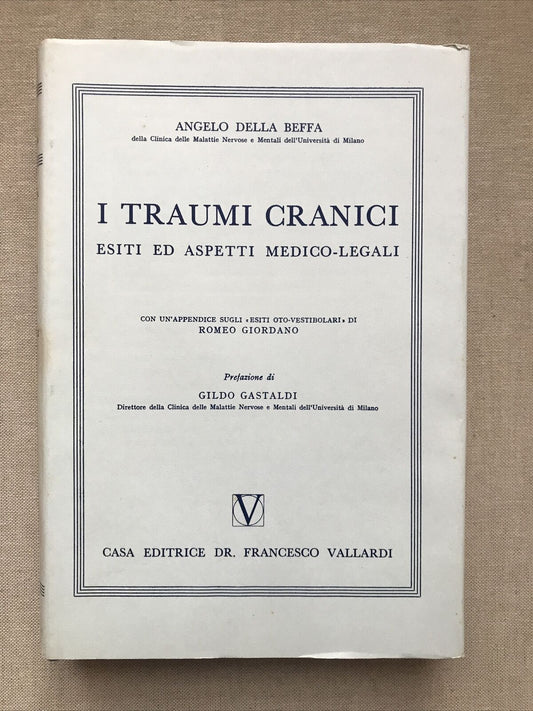 ANGELO DELLA BEFFA
della Clinica delle Malattie Nervose e Mentali dell'Università di Milano
I TRAUMI CRANICI
ESITI ED ASPETTI MEDICO-LEGALI
CON UN'APPENDICE SUGLI «ESITI OTO-VESTIBOLARI» DI
ROMEO GIORDANO
Prefazione di
GILDO GASTALDI
Direttore della Clinica delle Malattie Nervose e Mentali dell'Università di Milano
V
CASA EDITRICE DR. FRANCESCO VALLARDI